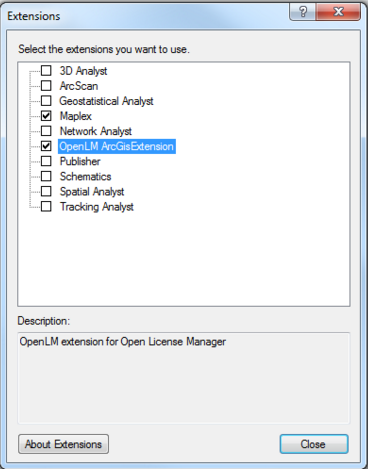 Extensions
Select the extensions you want to use.
3D Analyst
ArcScan
Geostatistical Analyst
Maplex
Network Analyst
OpenLM ArcGisExtension
Publisher
Schematics
Spatial Analyst
Tracking Analyst
Description:
OpenLM extension for Open License Manager
About Extensions
Close